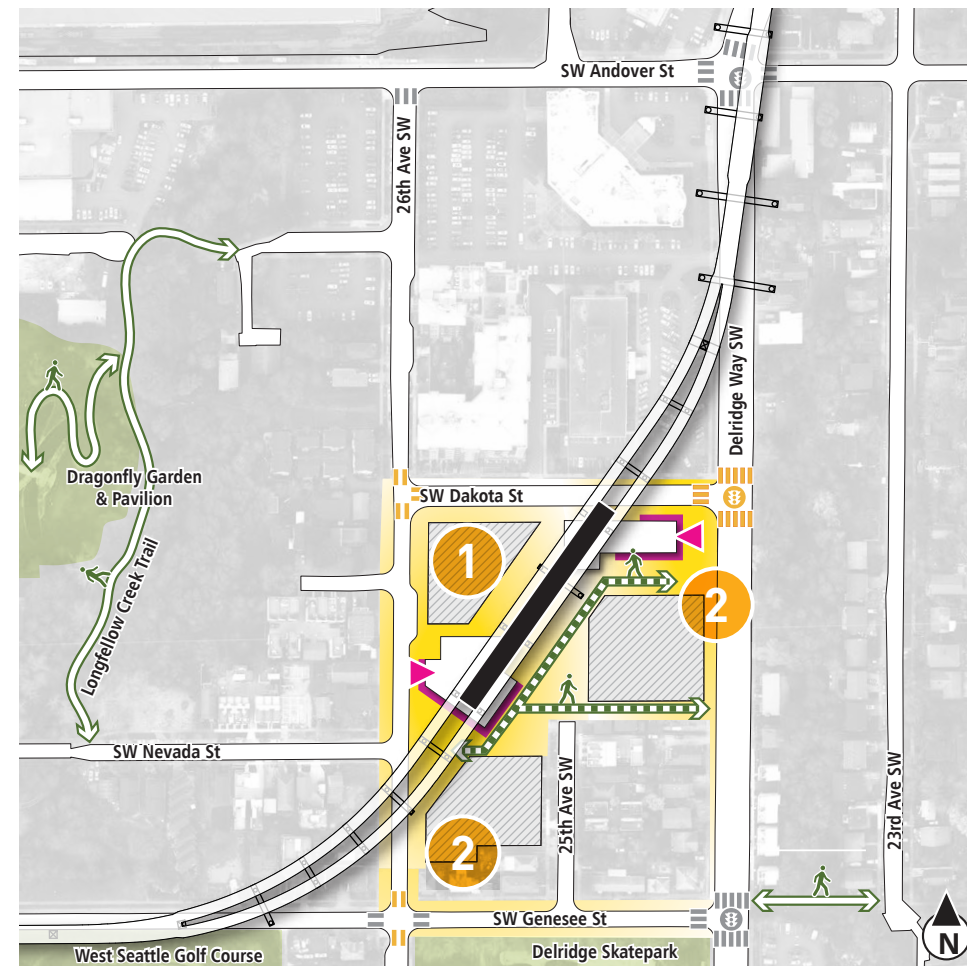 SW Andover St
26th Ave SW
Delridge Way SW
Dragonfly Garden
& Pavilion
SW Dakota St
1
2
Longfellow Creek Trail
SW Nevada St
25th Ave SW
23rd Ave SW
2
SW Genesee St
West Seattle Golf Course
Delridge Skatepark
N